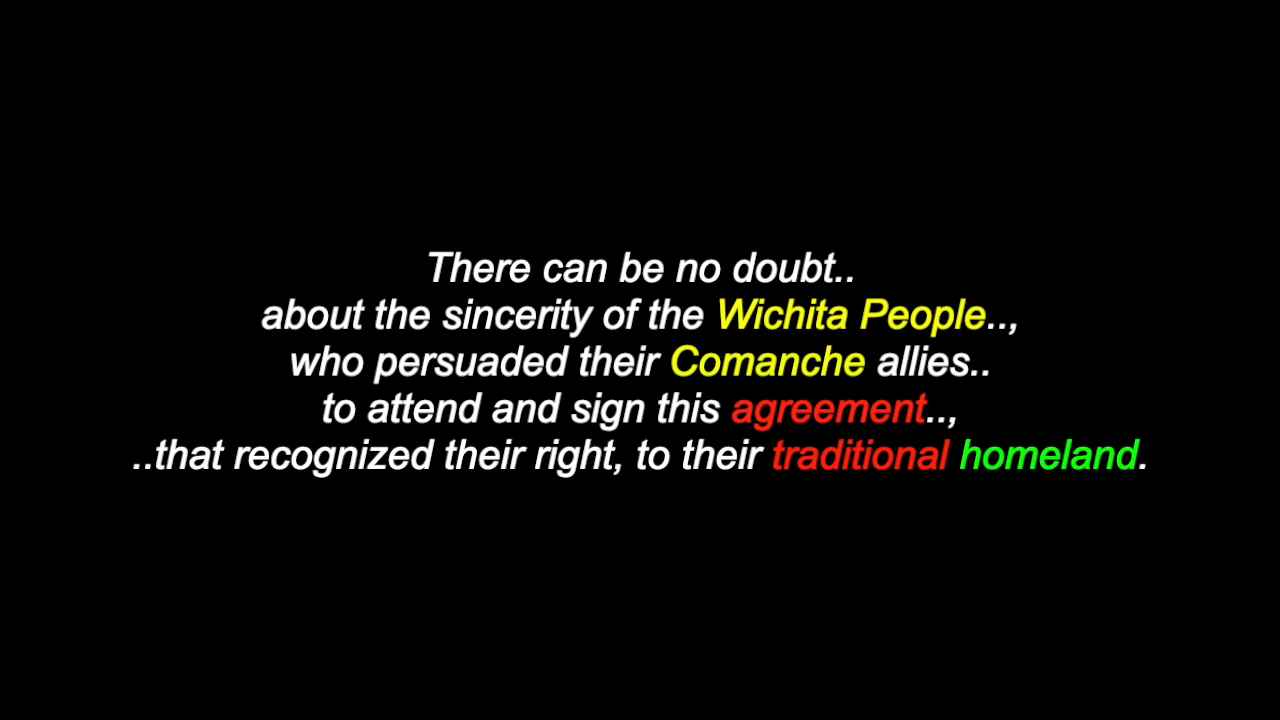 There can be no doubt..
about the sincerity of the Wichita People..,
who persuaded their Comanche allies..
to attend and sign this agreement..,
..that recognized their right, to their traditional homeland.